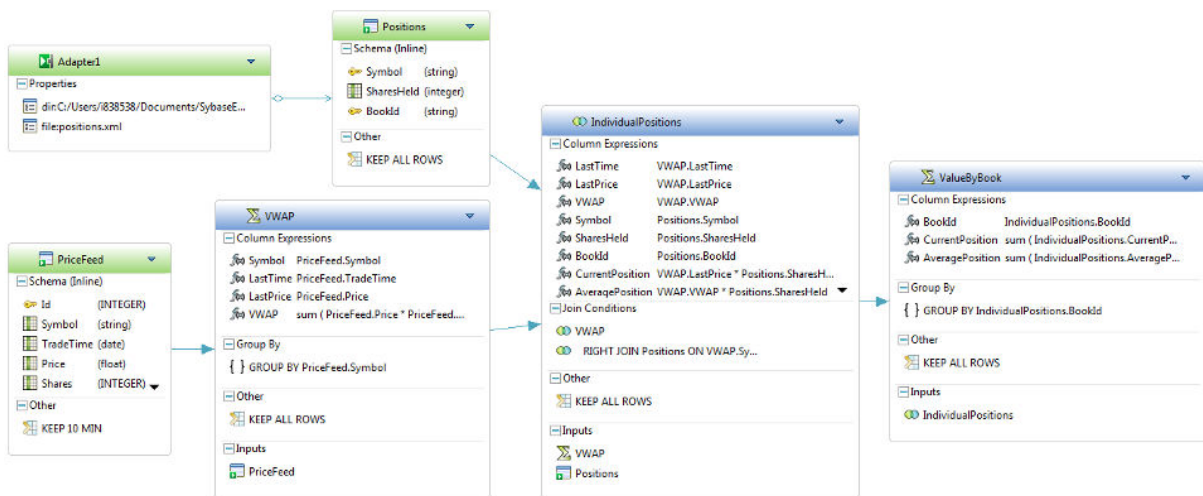 Adapter1
Properties
dir:C:/Users/i838538/Documents/SybaseE...
file:positions.xml
Positions
Schema (Inline)
Symbol (string)
SharesHeld (integer)
BookId (string)
Other
KEEP ALL ROWS
PriceFeed
Schema (Inline)
Id (INTEGER)
Symbol (string)
TradeTime (date)
Price (float)
Shares (INTEGER)
Other
KEEP 10 MIN
VWAP
Column Expressions
f(x) Symbol PriceFeed.Symbol
f(x) LastTime PriceFeed.TradeTime
f(x) LastPrice PriceFeed.Price
f(x) VWAP sum ( PriceFeed.Price * PriceFeed....
Group By
{ } GROUP BY PriceFeed.Symbol
Other
KEEP ALL ROWS
Inputs
PriceFeed
IndividualPositions
Column Expressions
f(x) LastTime VWAP.LastTime
f(x) LastPrice VWAP.LastPrice
f(x) VWAP VWAP.VWAP
f(x) Symbol Positions.Symbol
f(x) SharesHeld Positions.SharesHeld
f(x) BookId Positions.BookId
f(x) CurrentPosition VWAP.LastPrice * Positions.SharesH...
f(x) AveragePosition VWAP.VWAP * Positions.SharesHeld
Join Conditions
VWAP
RIGHT JOIN Positions ON VWAP.Sy...
Other
KEEP ALL ROWS
Inputs
VWAP
Positions
ValueByBook
Column Expressions
f(x) BookId IndividualPositions.BookId
f(x) CurrentPosition sum ( IndividualPositions.CurrentP...
f(x) AveragePosition sum ( IndividualPositions.AverageP...
Group By
{ } GROUP BY IndividualPositions.BookId
Other
KEEP ALL ROWS
Inputs
IndividualPositions